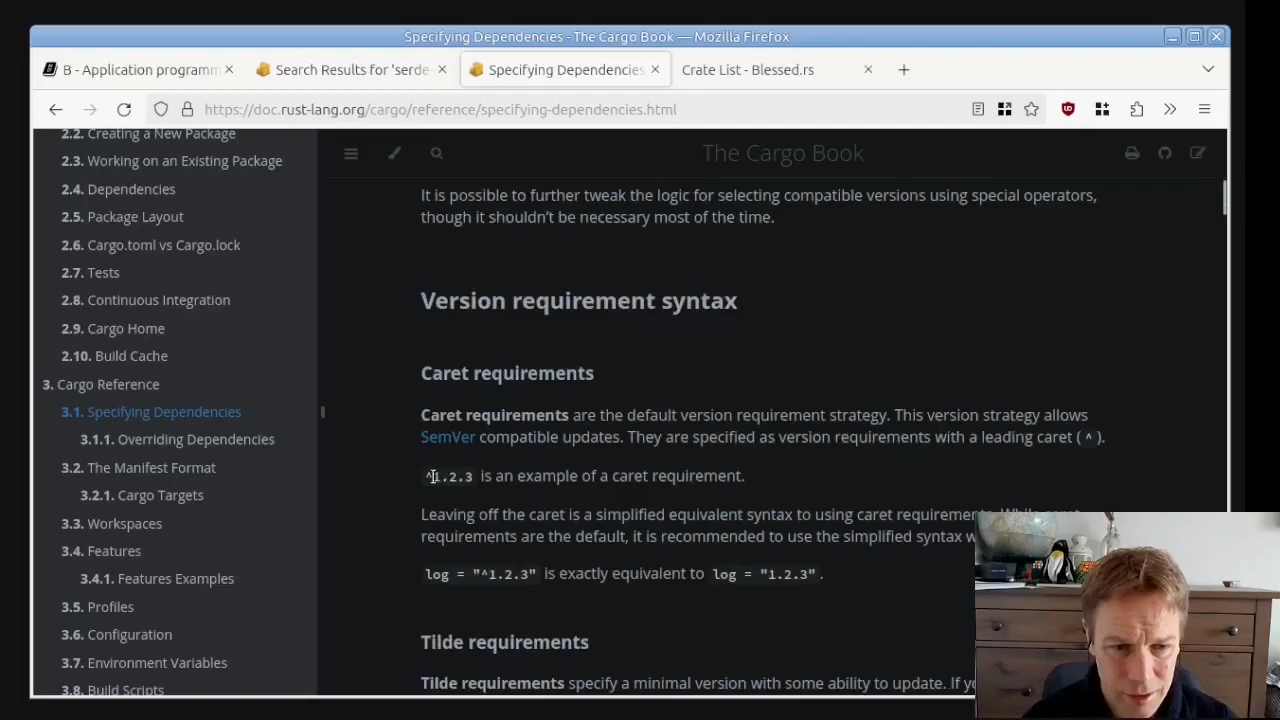 Specifying Dependencies - The Cargo Book — Mozilla Firefox
B - Application programm
Search Results for 'serde
Specifying Dependencies
Crate List - Blessed.rs
https://doc.rust-lang.org/cargo/reference/specifying-dependencies.html
2.2. Creating a New Package
2.3. Working on an Existing Package
2.4. Dependencies
2.5. Package Layout
2.6. Cargo.toml vs Cargo.lock
2.7. Tests
2.8. Continuous Integration
2.9. Cargo Home
2.10. Build Cache
3. Cargo Reference
3.1. Specifying Dependencies
3.1.1. Overriding Dependencies
3.2. The Manifest Format
3.2.1. Cargo Targets
3.3. Workspaces
3.4. Features
3.4.1. Features Examples
3.5. Profiles
3.6. Configuration
3.7. Environment Variables
3.8. Build Scripts
The Cargo Book
It is possible to further tweak the logic for selecting compatible versions using special operators,
though it shouldn't be necessary most of the time.
Version requirement syntax
Caret requirements
Caret requirements are the default version requirement strategy. This version strategy allows
SemVer compatible updates. They are specified as version requirements with a leading caret ( ^ ).
^1.2.3 is an example of a caret requirement.
Leaving off the caret is a simplified equivalent syntax to using caret requirements. While caret
requirements are the default, it is recommended to use the simplified syntax
log = "^1.2.3" is exactly equivalent to log = "1.2.3".
Tilde requirements
Tilde requirements specify a minimal version with some ability to update. If